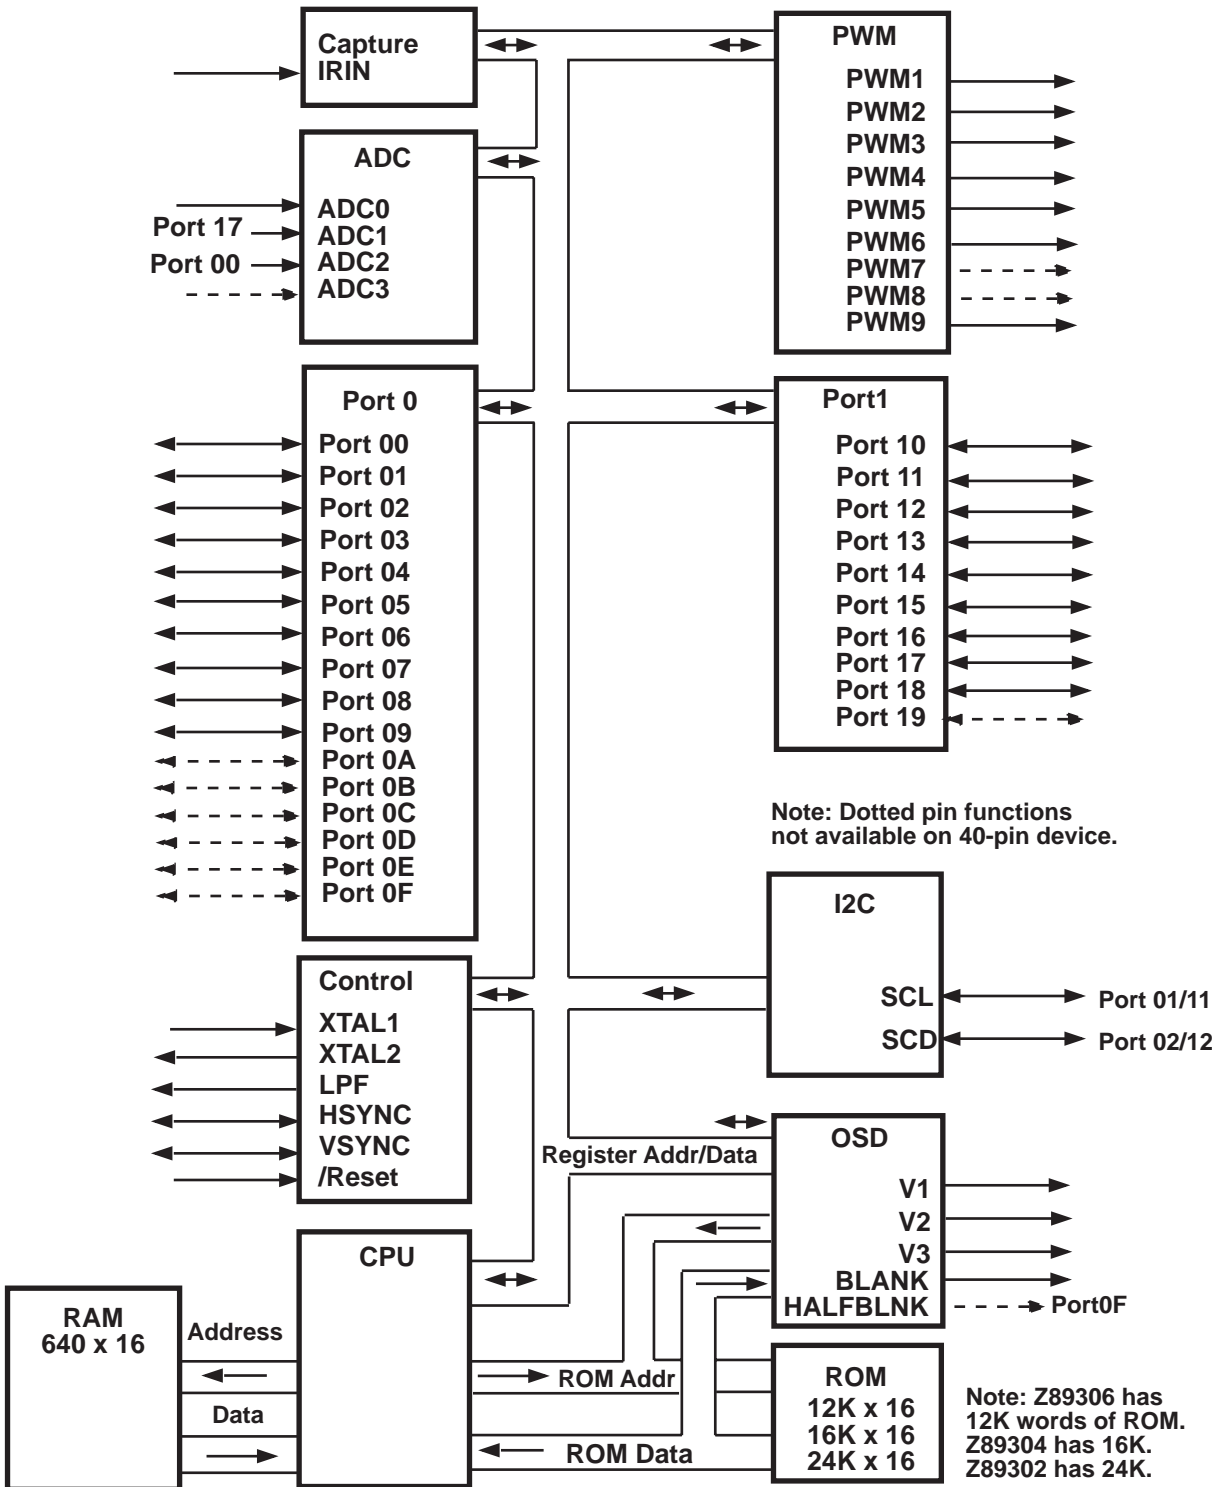 Capture
IRIN
ADC
ADC0
Port 17
ADC1
Port 00
ADC2
ADC3
Port 0
Port 00
Port 01
Port 02
Port 03
Port 04
Port 05
Port 06
Port 07
Port 08
Port 09
Port 0A
Port 0B
Port 0C
Port 0D
Port 0E
Port 0F
Control
XTAL1
XTAL2
LPF
HSYNC
VSYNC
/Reset
CPU
RAM
640 x 16
Address
Data
PWM
PWM1
PWM2
PWM3
PWM4
PWM5
PWM6
PWM7
PWM8
PWM9
Port1
Port 10
Port 11
Port 12
Port 13
Port 14
Port 15
Port 16
Port 17
Port 18
Port 19
Note: Dotted pin functions
not available on 40-pin device.
I2C
SCL
Port 01/11
SCD
Port 02/12
Register Addr/Data
OSD
V1
V2
V3
BLANK
HALFBLNK
Port0F
ROM Addr
ROM Data
ROM
12K x 16
16K x 16
24K x 16
Note: Z89306 has
12K words of ROM.
Z89304 has 16K.
Z89302 has 24K.